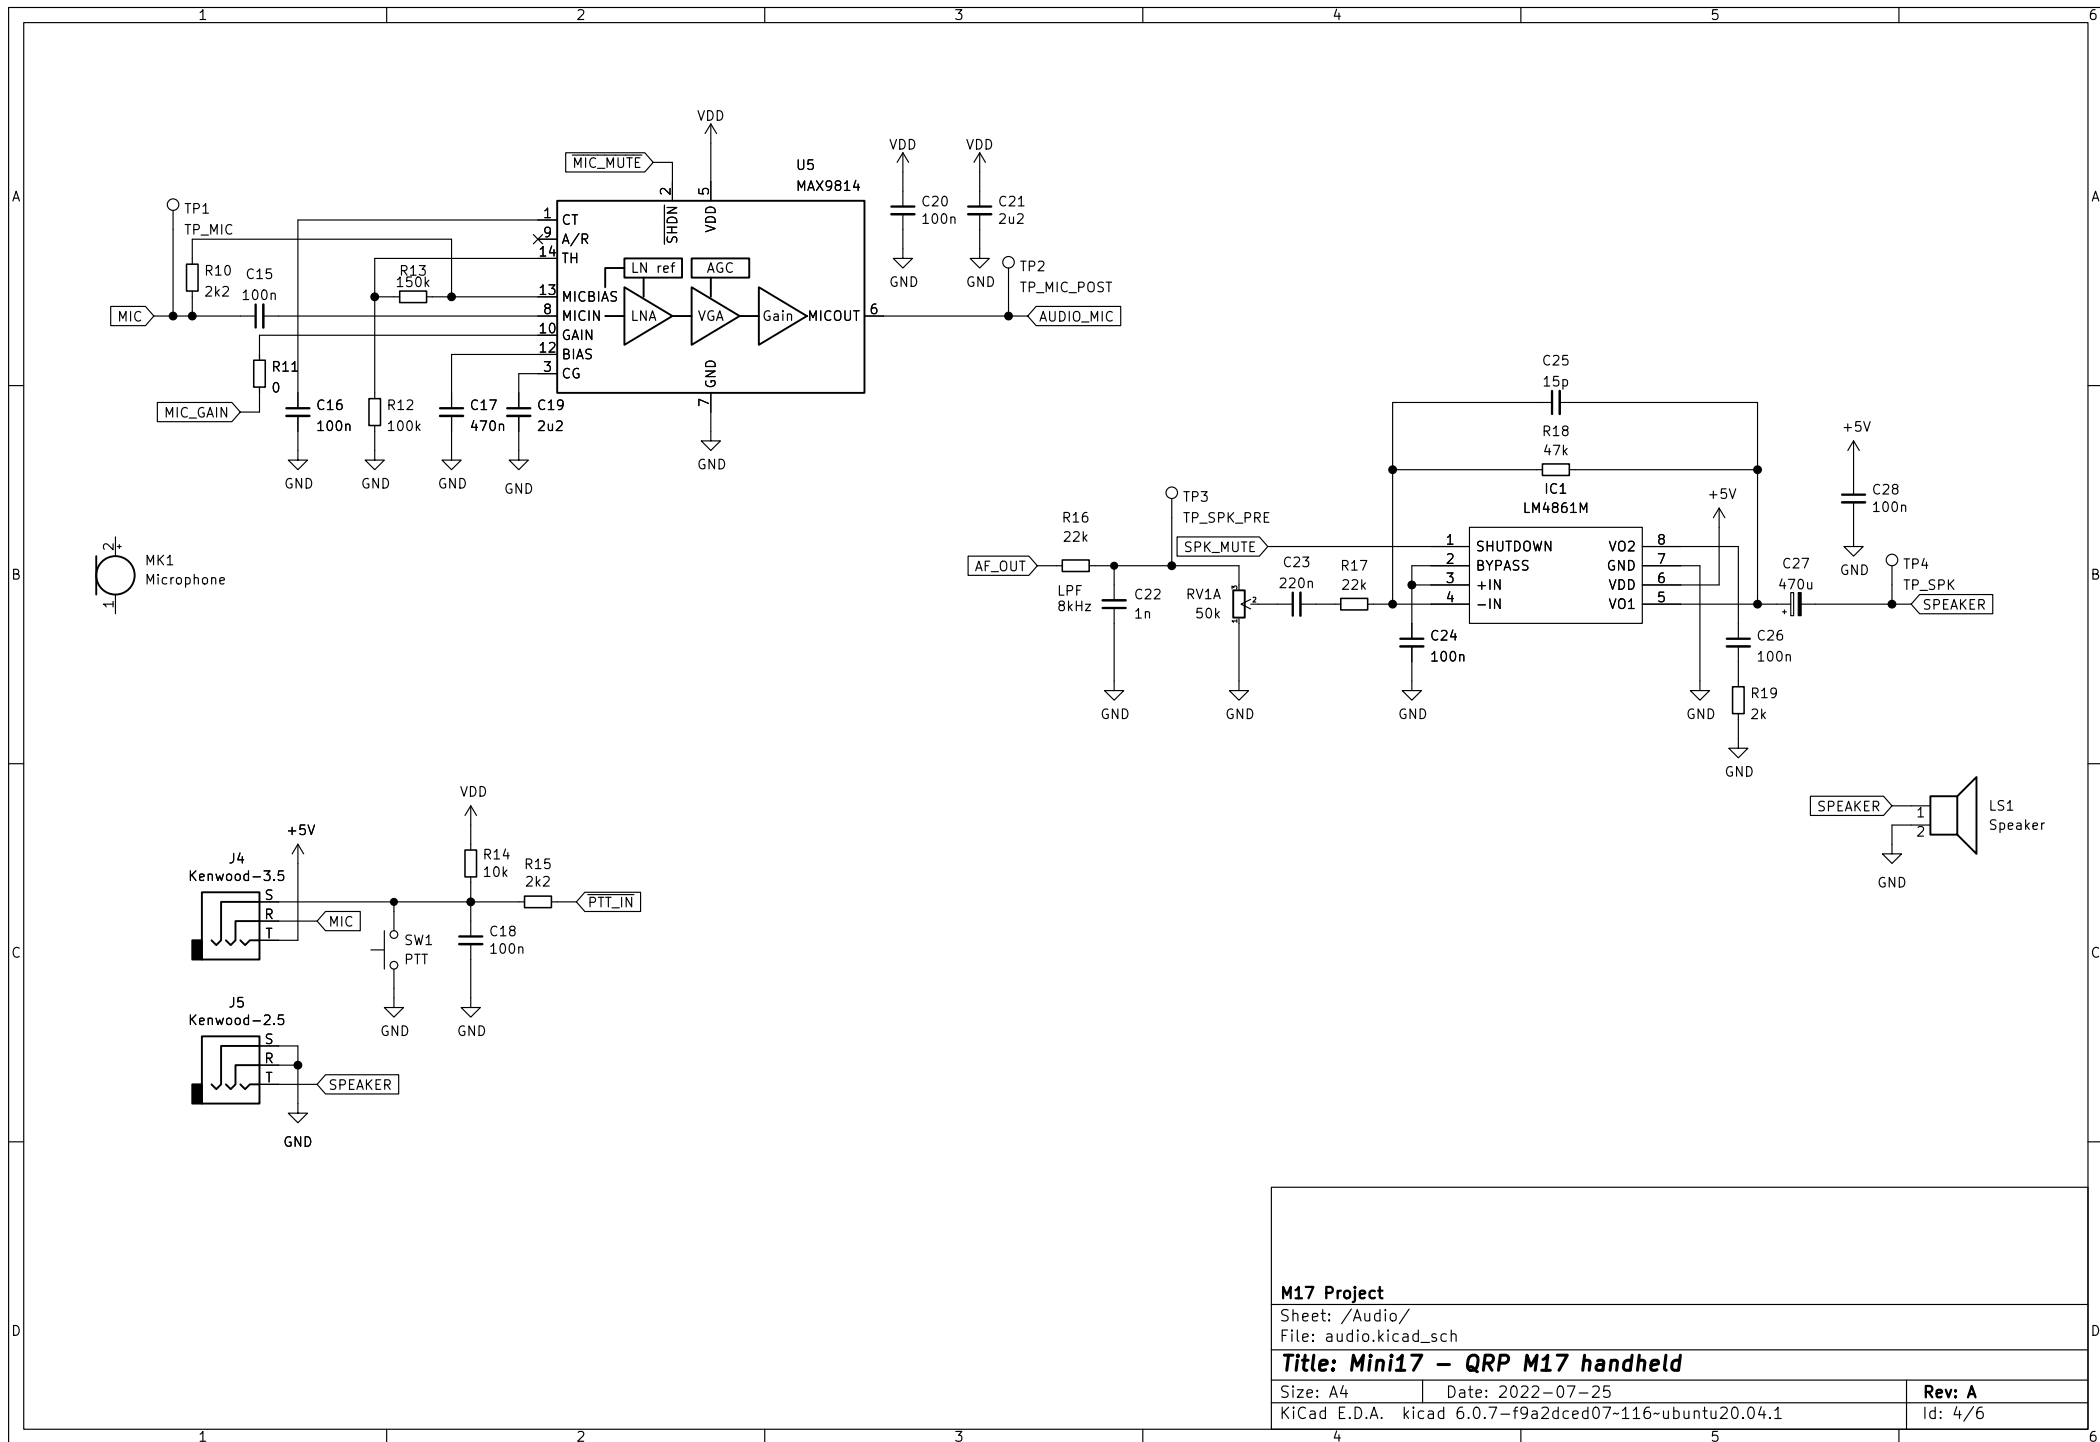 1 2 3 4 5 6
A
B
C
D
A
B
C
D
TP1
TP_MIC
R10
2k2
C15
100n
MIC
R11
0
MIC_GAIN
C16
100n
GND
R13
150k
R12
100k
GND
C17
470n
GND
C19
2u2
GND
MIC_MUTE
VDD
U5
MAX9814
1 CT
9 A/R
14 TH
13 MICBIAS
8 MICIN
10 GAIN
12 BIAS
3 CG
2 SHDN
5 VDD
LN ref
AGC
LNA
VGA
Gain
MICOUT 6
7 GND
GND
VDD
C20
100n
GND
VDD
C21
2u2
GND
TP2
TP_MIC_POST
AUDIO_MIC
MK1
Microphone
2
+
1
AF_OUT
R16
22k
LPF
8kHz
C22
1n
GND
TP3
TP_SPK_PRE
SPK_MUTE
RV1A
50k
3
2
1
GND
C23
220n
R17
22k
C25
15p
R18
47k
IC1
LM4861M
1 SHUTDOWN
2 BYPASS
3 +IN
4 -IN
VO2 8
GND 7
VDD 6
VO1 5
C24
100n
GND
+5V
GND
C26
100n
R19
2k
GND
C27
470u
+
+5V
C28
100n
GND
TP4
TP_SPK
SPEAKER
SPEAKER
1
2
LS1
Speaker
GND
J4
Kenwood-3.5
S
R
T
+5V
MIC
SW1
PTT
GND
VDD
R14
10k
R15
2k2
PTT_IN
C18
100n
GND
J5
Kenwood-2.5
S
R
T
SPEAKER
GND
M17 Project
Sheet: /Audio/
File: audio.kicad_sch
Title: Mini17 - QRP M17 handheld
Size: A4 Date: 2022-07-25 Rev: A
KiCad E.D.A. kicad 6.0.7-f9a2dced07~116~ubuntu20.04.1 Id: 4/6
1 2 3 4 5 6